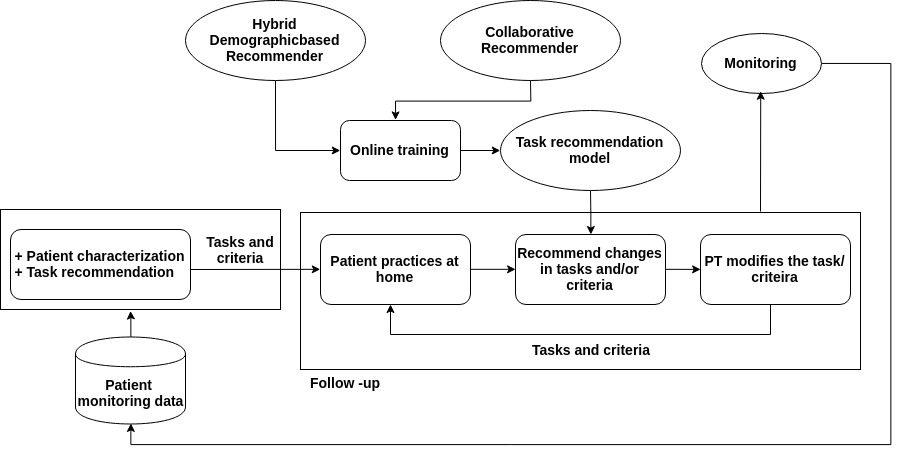 Hybrid
Demographicbased
Recommender
Collaborative
Recommender
Monitoring
Online training
Task recommendation
model
+ Patient characterization
+ Task recommendation
Tasks and
criteria
Patient practices at
home
Recommend changes
in tasks and/or
criteria
PT modifies the task/
criteira
Tasks and criteria
Follow -up
Patient
monitoring data